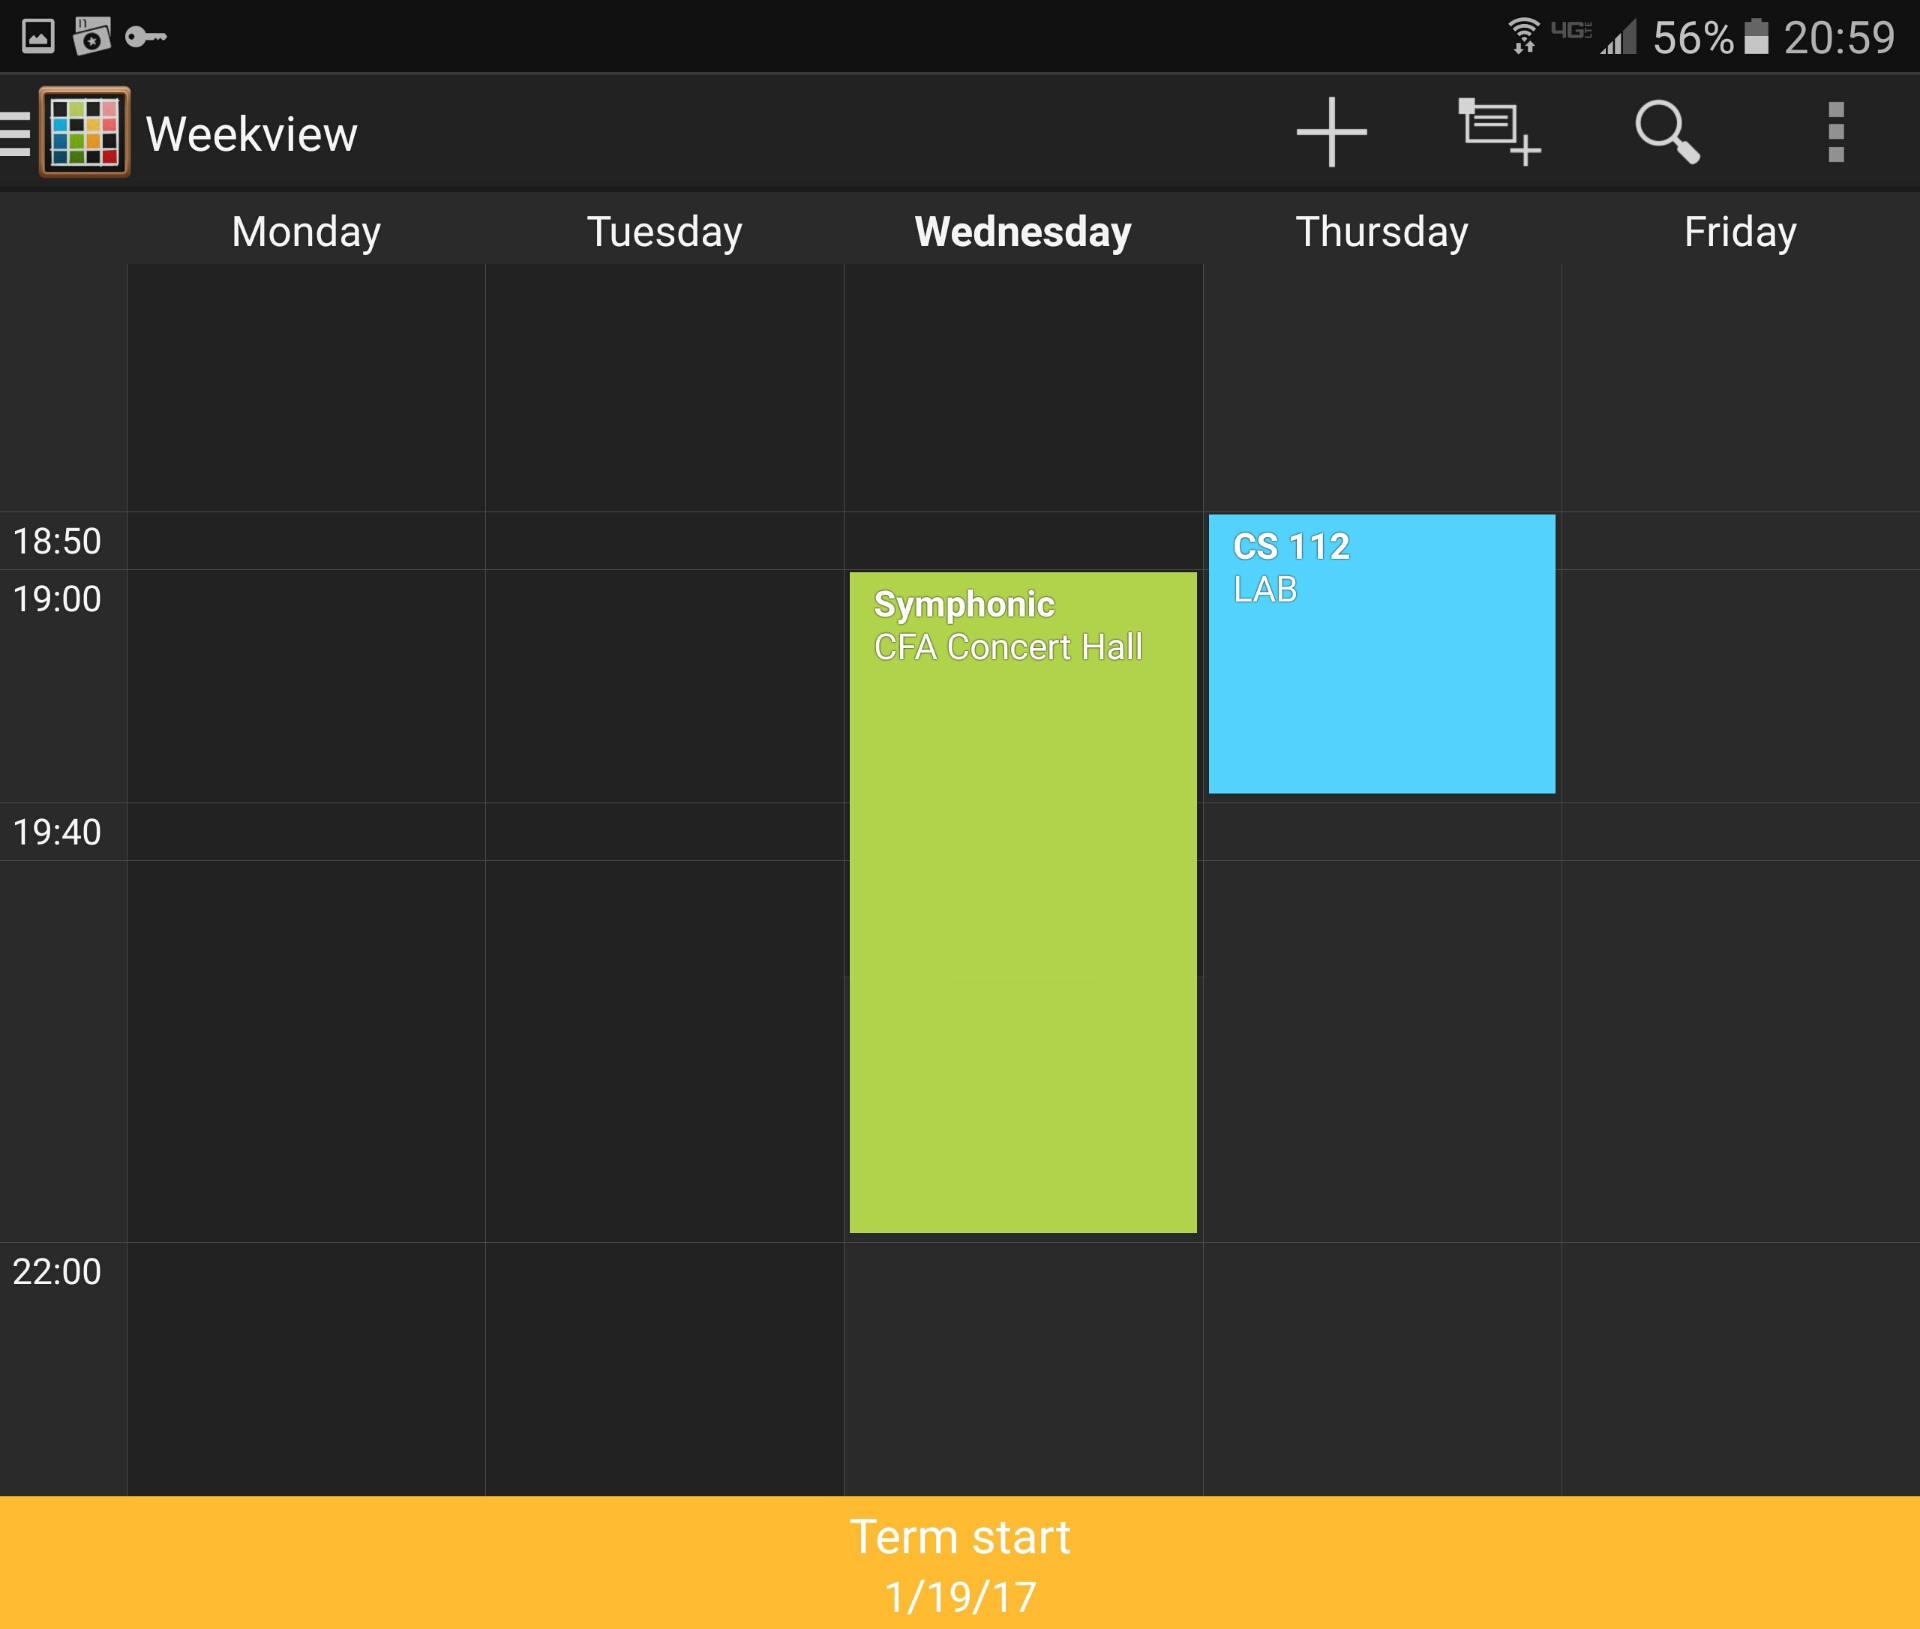 4G LTE 56% 20:59
Weekview
Monday Tuesday Wednesday Thursday Friday
18:50
CS 112
LAB
19:00
Symphonic
CFA Concert Hall
19:40
22:00
Term start
1/19/17